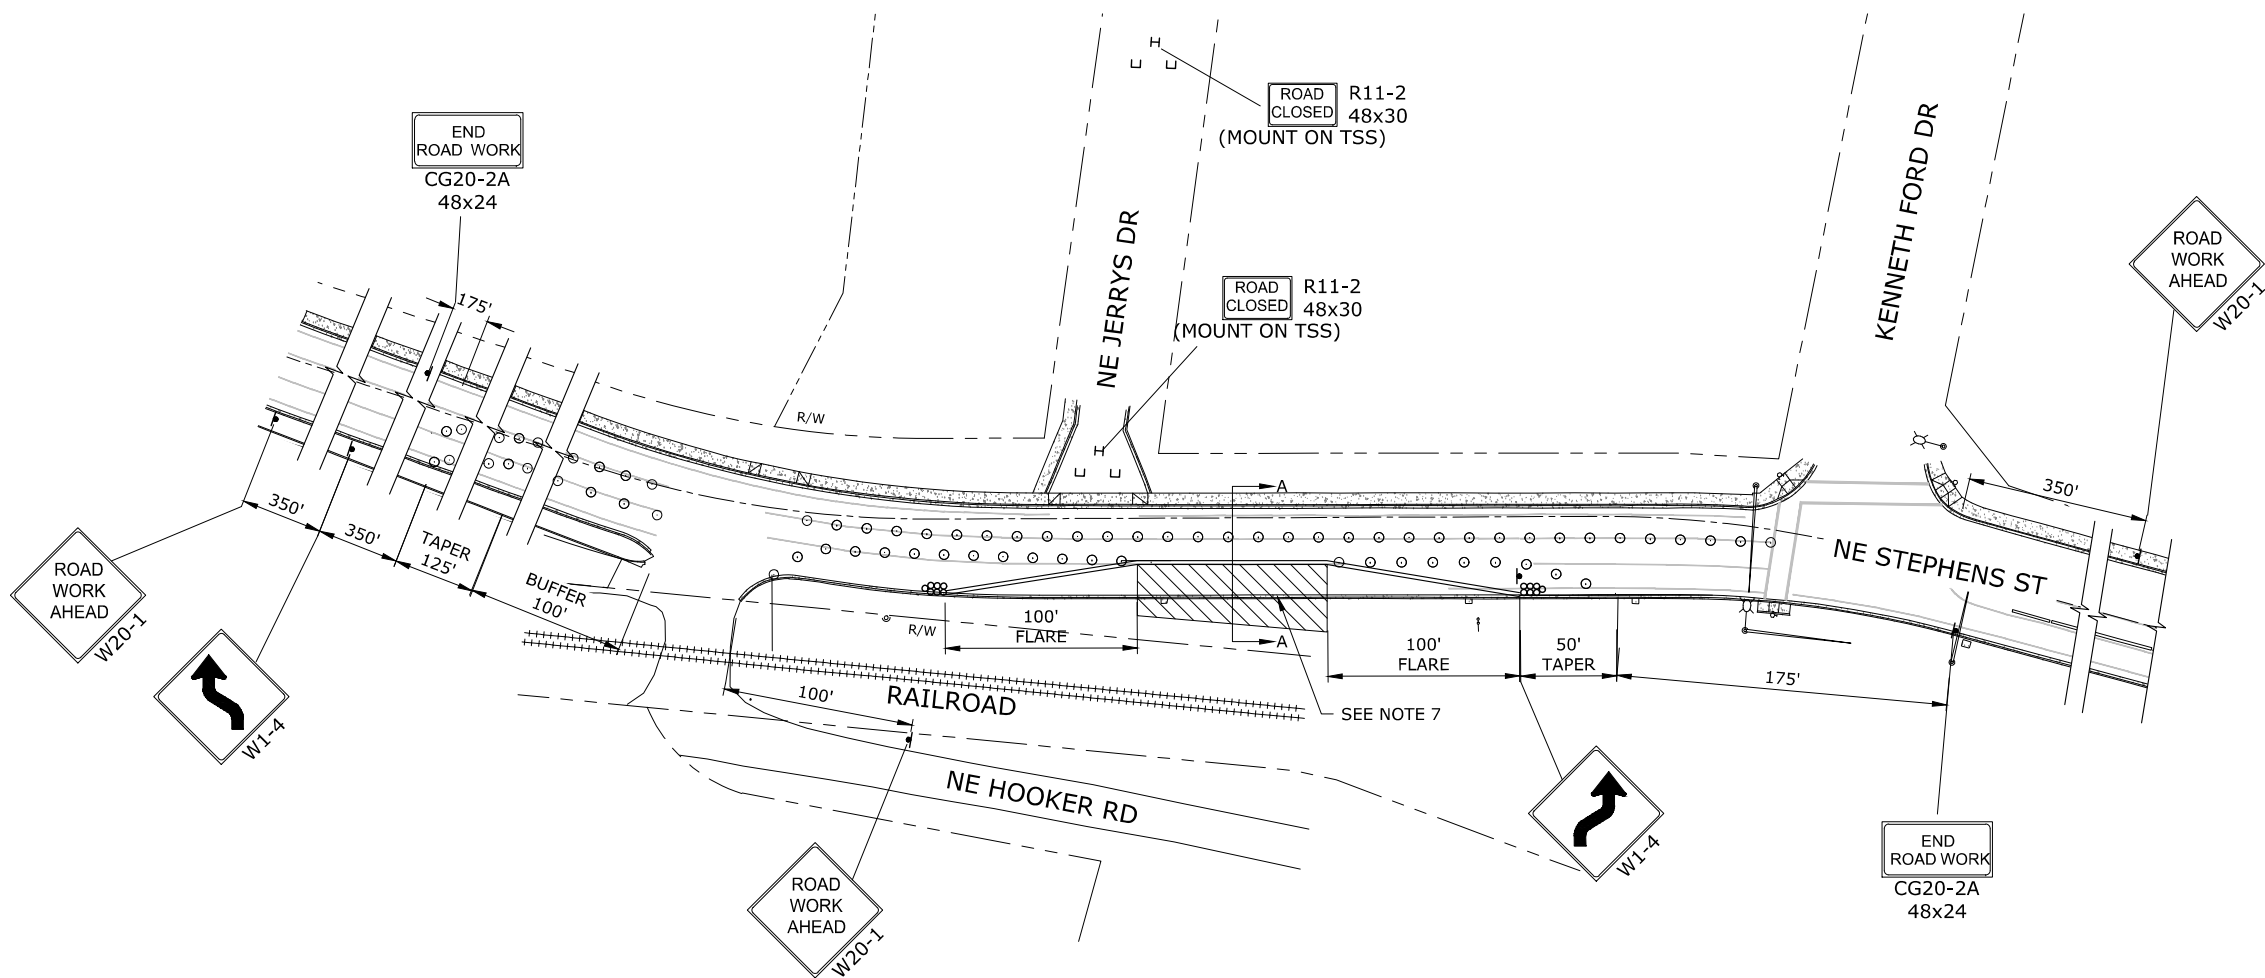 ROAD
CLOSED
R11-2
48x30
(MOUNT ON TSS)
END
ROAD WORK
CG20-2A
48x24
KENNETH FORD DR
ROAD
WORK
AHEAD
W20-1
NE JERRYS DR
ROAD
CLOSED
R11-2
48x30
(MOUNT ON TSS)
175'
R/W
A
350'
350'
350'
TAPER
125'
BUFFER
100'
NE STEPHENS ST
ROAD
WORK
AHEAD
W20-1
W1-4
R/W
100'
FLARE
A
100'
FLARE
50'
TAPER
175'
100'
RAILROAD
SEE NOTE 7
NE HOOKER RD
W1-4
END
ROAD WORK
CG20-2A
48x24
ROAD
WORK
AHEAD
W20-1